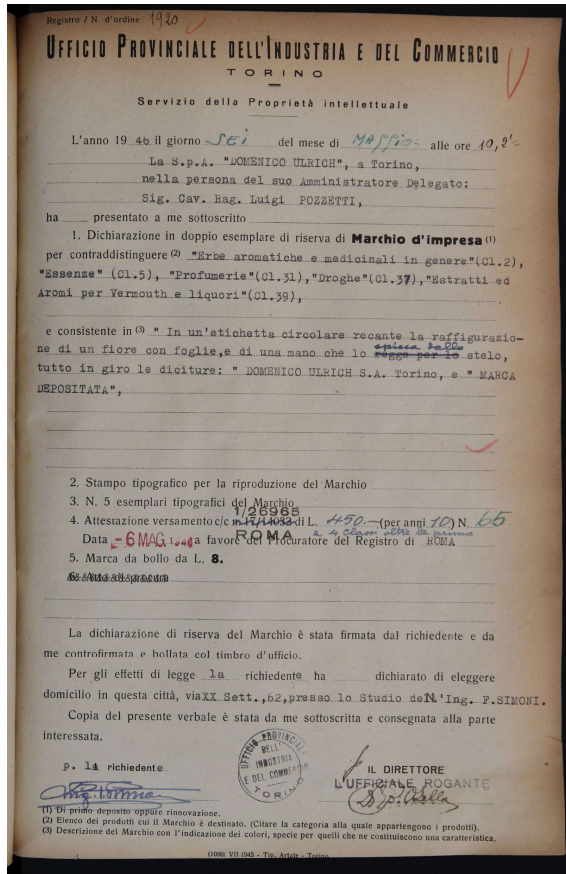 Registro / N. d'ordine 1920
UFFICIO PROVINCIALE DELL'INDUSTRIA E DEL COMMERCIO
TORINO
Servizio della Proprietà intellettuale
L'anno 1946 il giorno SEI del mese di MAGGIO alle ore 10,2'
La S.p.A. "DOMENICO ULRICH", a Torino,
nella persona del suo Amministratore Delegato:
Sig. Cav. Rag. Luigi POZZETTI,
ha presentato a me sottoscritto
1. Dichiarazione in doppio esemplare di riserva di Marchio d'impresa (1)
per contraddistinguere (2) "Erbe aromatiche e medicinali in genere"(Cl.2),
"Essenze" (Cl.5), "Profumerie"(Cl.31),"Droghe"(Cl.37),"Estratti ed
Aromi per Vermouth e liquori"(Cl.39),
e consistente in (3) " In un'etichetta circolare recante la raffigurazio-
ne di un fiore con foglie,e di una mano che lo regge per lo stelo,
tutto in giro le diciture: " DOMENICO ULRICH S.A. Torino, e " MARCA
DEPOSITATA",
2. Stampo tipografico per la riproduzione del Marchio
3. N. 5 esemplari tipografici del Marchio
1/26965
4. Attestazione versamento c/c di L. 450.— (per anni 10) N. 65
ROMA e 4 classi oltre la prima
Data -6 MAG. 1946 a favore del Procuratore del Registro di ROMA
5. Marca da bollo da L. 8.
La dichiarazione di riserva del Marchio è stata firmata dal richiedente e da
me controfirmata e bollata col timbro d'ufficio.
Per gli effetti di legge la richiedente ha dichiarato di eleggere
domicilio in questa città, via XX Sett.,62,presso lo Studio dell'Ing. F.SIMONI.
Copia del presente verbale è stata da me sottoscritta e consegnata alla parte
interessata.
p. la richiedente
UFFICIO PROVINCIALE DELL' INDUSTRIA E DEL COMMERCIO TORINO
IL DIRETTORE
L'UFFICIALE ROGANTE
(1) Di primo deposito oppure rinnovazione.
(2) Elenco dei prodotti cui il Marchio è destinato. (Citare la categoria alla quale appartengono i prodotti).
(3) Descrizione del Marchio con l'indicazione dei colori, specie per quelli che ne costituiscono una caratteristica.
(1000) VII 1945 - Tip. Artale - Torino